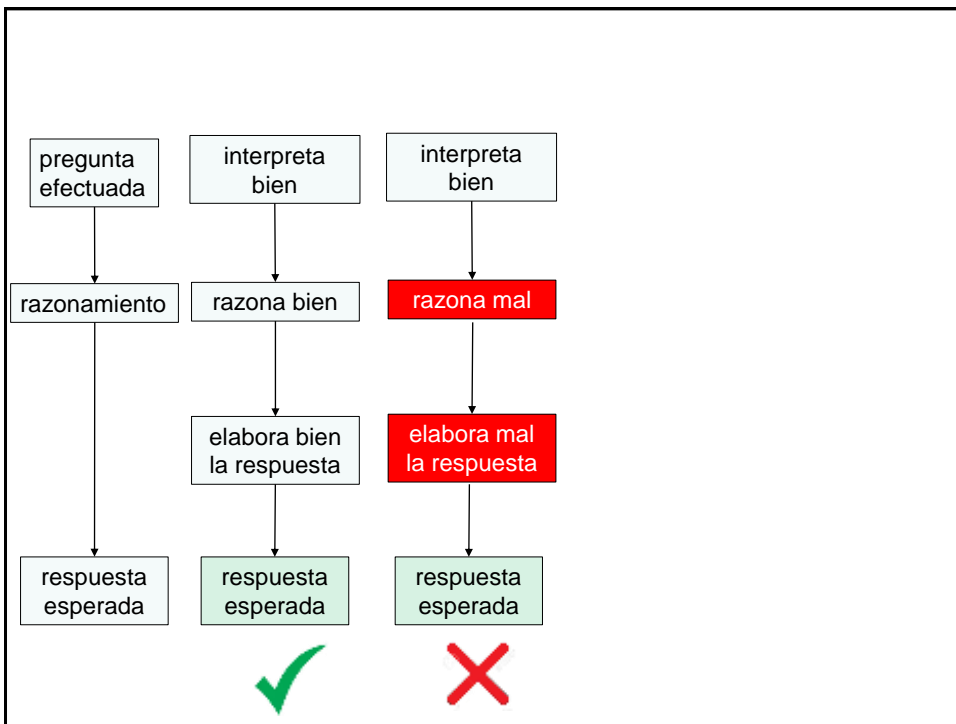 pregunta
efectuada
razonamiento
respuesta
esperada
interpreta
bien
razona bien
elabora bien
la respuesta
respuesta
esperada
interpreta
bien
razona mal
elabora mal
la respuesta
respuesta
esperada